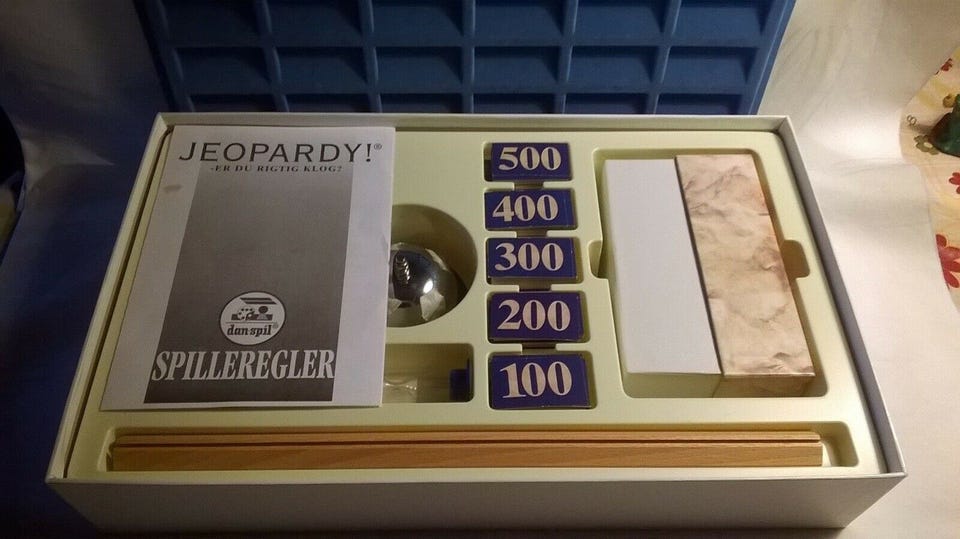 JEOPARDY!®
-ER DU RIGTIG KLOG?
dan-spil®
SPILLEREGLER
500
400
300
200
100